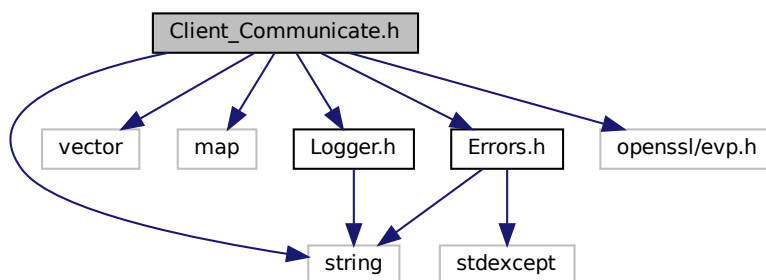 Client_Communicate.h
vector
map
Logger.h
Errors.h
openssl/evp.h
string
stdexcept